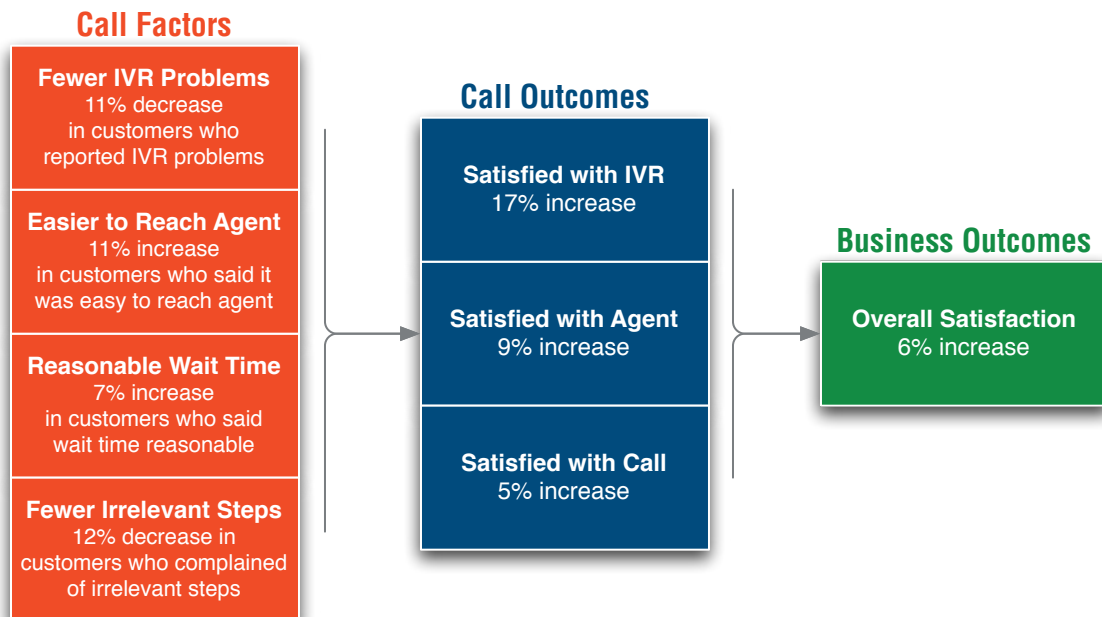 Call Factors
Fewer IVR Problems
11% decrease
in customers who
reported IVR problems
Easier to Reach Agent
11% increase
in customers who said it
was easy to reach agent
Reasonable Wait Time
7% increase
in customers who said
wait time reasonable
Fewer Irrelevant Steps
12% decrease in
customers who complained
of irrelevant steps
Call Outcomes
Satisfied with IVR
17% increase
Satisfied with Agent
9% increase
Satisfied with Call
5% increase
Business Outcomes
Overall Satisfaction
6% increase